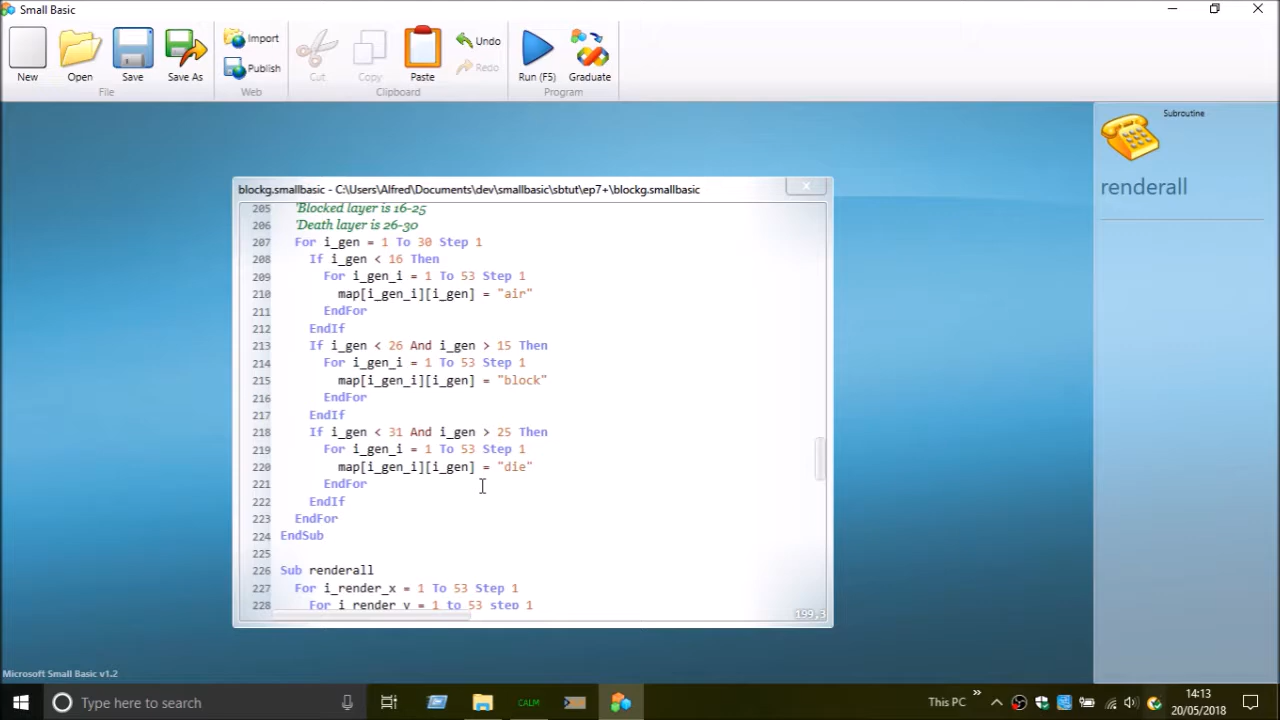 Small Basic
New
Open
Save
Save As
Import
Publish
Cut
Copy
Paste
Undo
Redo
Run (F5)
Graduate
File
Web
Clipboard
Program
Subroutine
renderall
blockg.smallbasic - C:\Users\Alfred\Documents\dev\smallbasic\sbtut\ep7+\blockg.smallbasic
205 'Blocked layer is 16-25
206 'Death layer is 26-30
207 For i_gen = 1 To 30 Step 1
208 If i_gen < 16 Then
209 For i_gen_i = 1 To 53 Step 1
210 map[i_gen_i][i_gen] = "air"
211 EndFor
212 EndIf
213 If i_gen < 26 And i_gen > 15 Then
214 For i_gen_i = 1 To 53 Step 1
215 map[i_gen_i][i_gen] = "block"
216 EndFor
217 EndIf
218 If i_gen < 31 And i_gen > 25 Then
219 For i_gen_i = 1 To 53 Step 1
220 map[i_gen_i][i_gen] = "die"
221 EndFor
222 EndIf
223 EndFor
224 EndSub
225
226 Sub renderall
227 For i_render_x = 1 To 53 Step 1
228 For i_render_y = 1 to 53 step 1
199,3
Microsoft Small Basic v1.2
Type here to search
CALM
This PC
14:13
20/05/2018